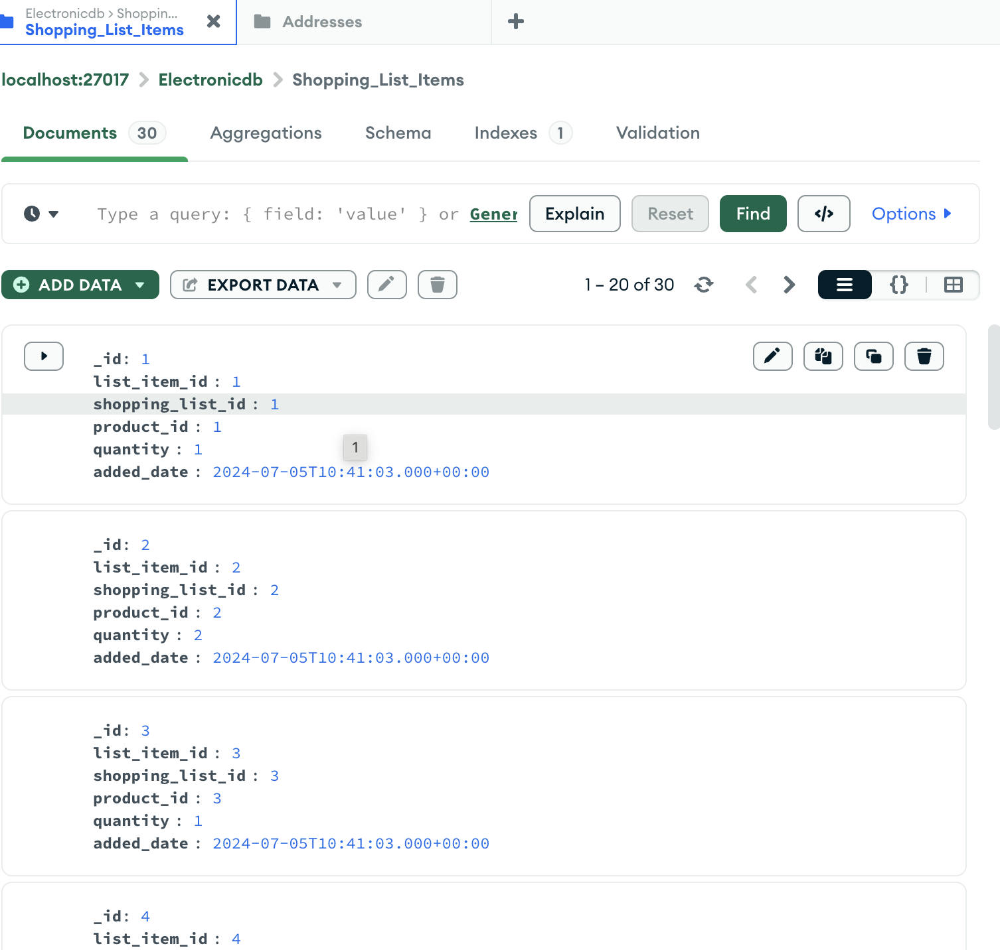 Electronicdb > Shoppin...
Shopping_List_Items
Addresses
localhost:27017 > Electronicdb > Shopping_List_Items
Documents 30 Aggregations Schema Indexes 1 Validation
Type a query: { field: 'value' } or Gener Explain Reset Find </> Options
ADD DATA EXPORT DATA 1 – 20 of 30 {}
_id: 1
list_item_id : 1
shopping_list_id : 1
product_id : 1
quantity : 1
1
added_date : 2024-07-05T10:41:03.000+00:00
_id: 2
list_item_id : 2
shopping_list_id : 2
product_id : 2
quantity : 2
added_date : 2024-07-05T10:41:03.000+00:00
_id: 3
list_item_id : 3
shopping_list_id : 3
product_id : 3
quantity : 1
added_date : 2024-07-05T10:41:03.000+00:00
_id: 4
list_item_id : 4